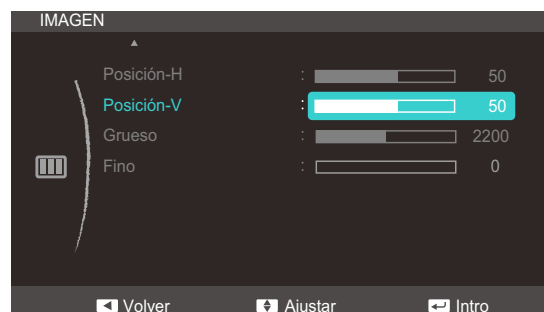 IMAGEN
Posición-H : 50
Posición-V : 50
Grueso : 2200
Fino : 0
Volver Ajustar Intro